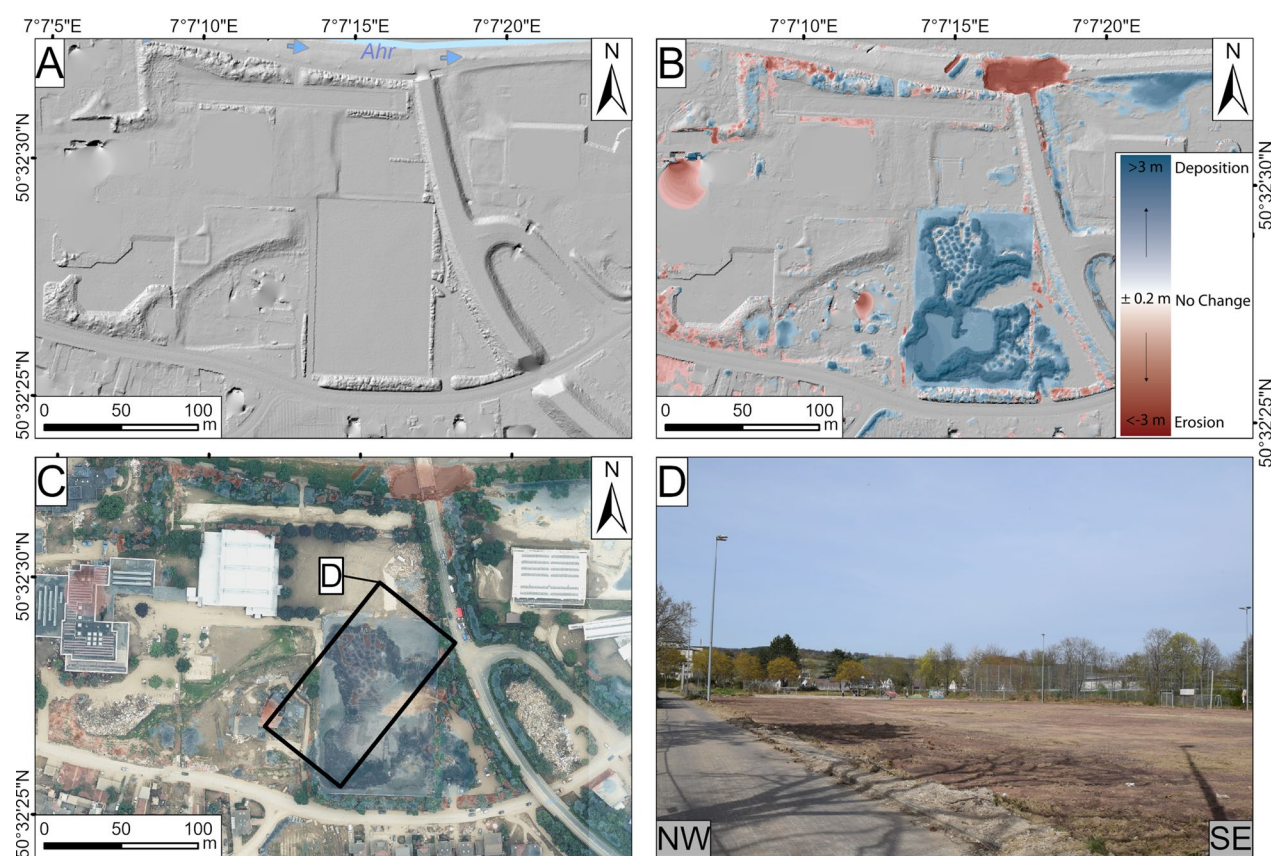 7°7'5"E 7°7'10"E 7°7'15"E 7°7'20"E
7°7'10"E 7°7'15"E 7°7'20"E
A
Ahr
N
50°32'30"N
50°32'25"N
0 50 100
m
B
N
>3 m Deposition
± 0.2 m No Change
<-3 m Erosion
50°32'30"N
50°32'25"N
0 50 100
m
C
N
D
50°32'30"N
50°32'25"N
0 50 100
m
D
NW
SE